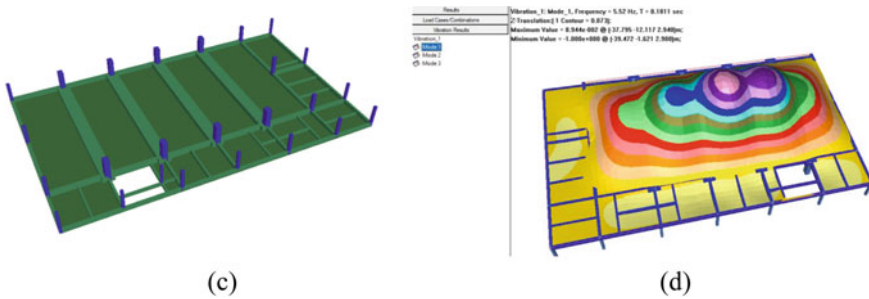 Results
Load Cases/Combinations
Vibration Results
Vibration_1
Mode 1
Mode 2
Mode 3
Vibration_1: Mode_1, Frequency = 5.52 Hz, T = 0.1811 sec
Z-Translation:[ 1 Contour = 0.073];
Maximum Value = 8.944e-002 @ (-37.795 -12.117 2.940)m;
Minimum Value = -1.000e+000 @ (-39.472 -1.621 2.900)m;
(c)
(d)